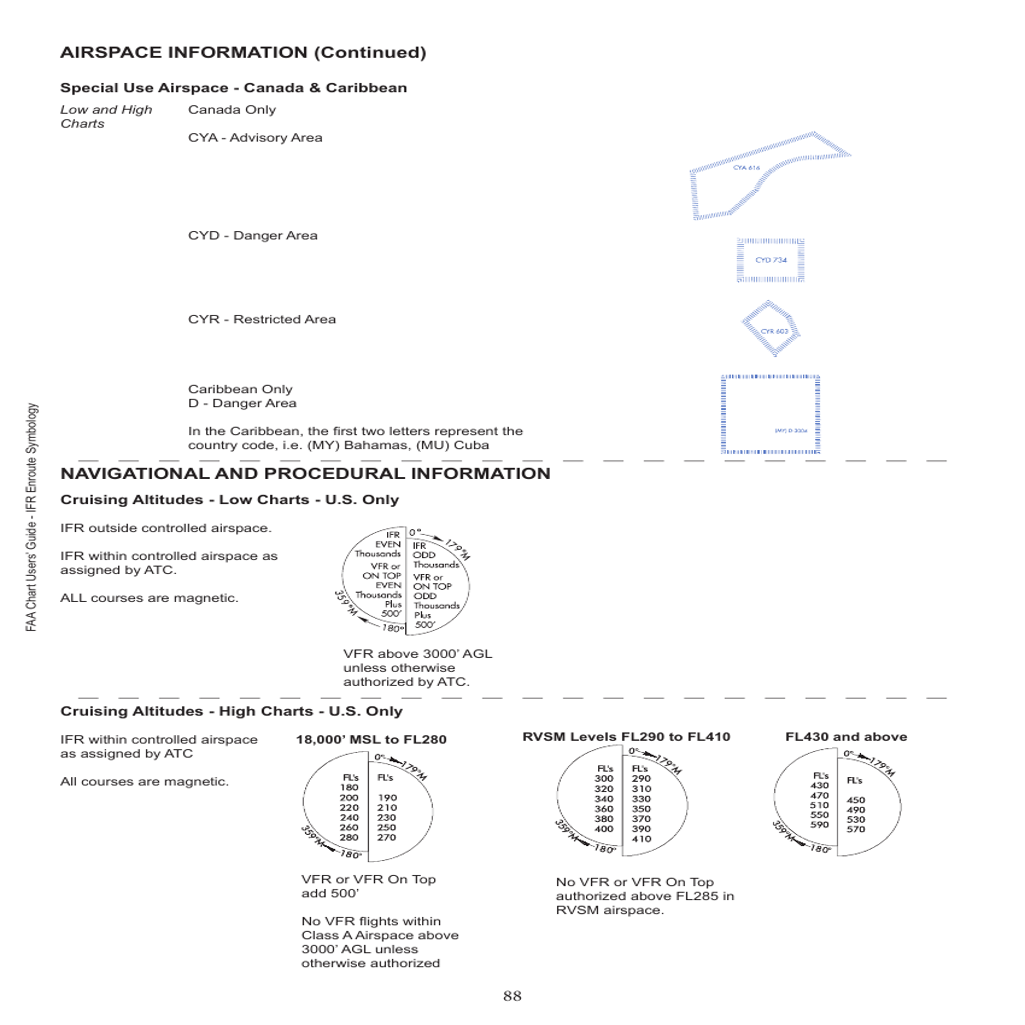 AIRSPACE INFORMATION (Continued)
Special Use Airspace - Canada & Caribbean
Low and High
Charts
Canada Only
CYA - Advisory Area
CYA 616
CYD - Danger Area
CYD 734
CYR - Restricted Area
CYR 603
Caribbean Only
D - Danger Area
(MY) D-3004
In the Caribbean, the first two letters represent the
country code, i.e. (MY) Bahamas, (MU) Cuba
FAA Chart Users' Guide - IFR Enroute Symbology
NAVIGATIONAL AND PROCEDURAL INFORMATION
Cruising Altitudes - Low Charts - U.S. Only
IFR outside controlled airspace.
IFR within controlled airspace as
assigned by ATC.
ALL courses are magnetic.
IFR
EVEN
Thousands
VFR or
ON TOP
EVEN
Thousands
Plus
500'
359°M
180°
0°
179°M
IFR
ODD
Thousands
VFR or
ON TOP
ODD
Thousands
Plus
500'
VFR above 3000' AGL
unless otherwise
authorized by ATC.
Cruising Altitudes - High Charts - U.S. Only
IFR within controlled airspace
as assigned by ATC
All courses are magnetic.
18,000' MSL to FL280
0°
179°M
FL's
180
200
220
240
260
280
FL's
190
210
230
250
270
359°M
180°
VFR or VFR On Top
add 500'
No VFR flights within
Class A Airspace above
3000' AGL unless
otherwise authorized
RVSM Levels FL290 to FL410
0°
179°M
FL's
300
320
340
360
380
400
FL's
290
310
330
350
370
390
410
359°M
180°
No VFR or VFR On Top
authorized above FL285 in
RVSM airspace.
FL430 and above
0°
179°M
FL's
430
470
510
550
590
FL's
450
490
530
570
359°M
180°
88